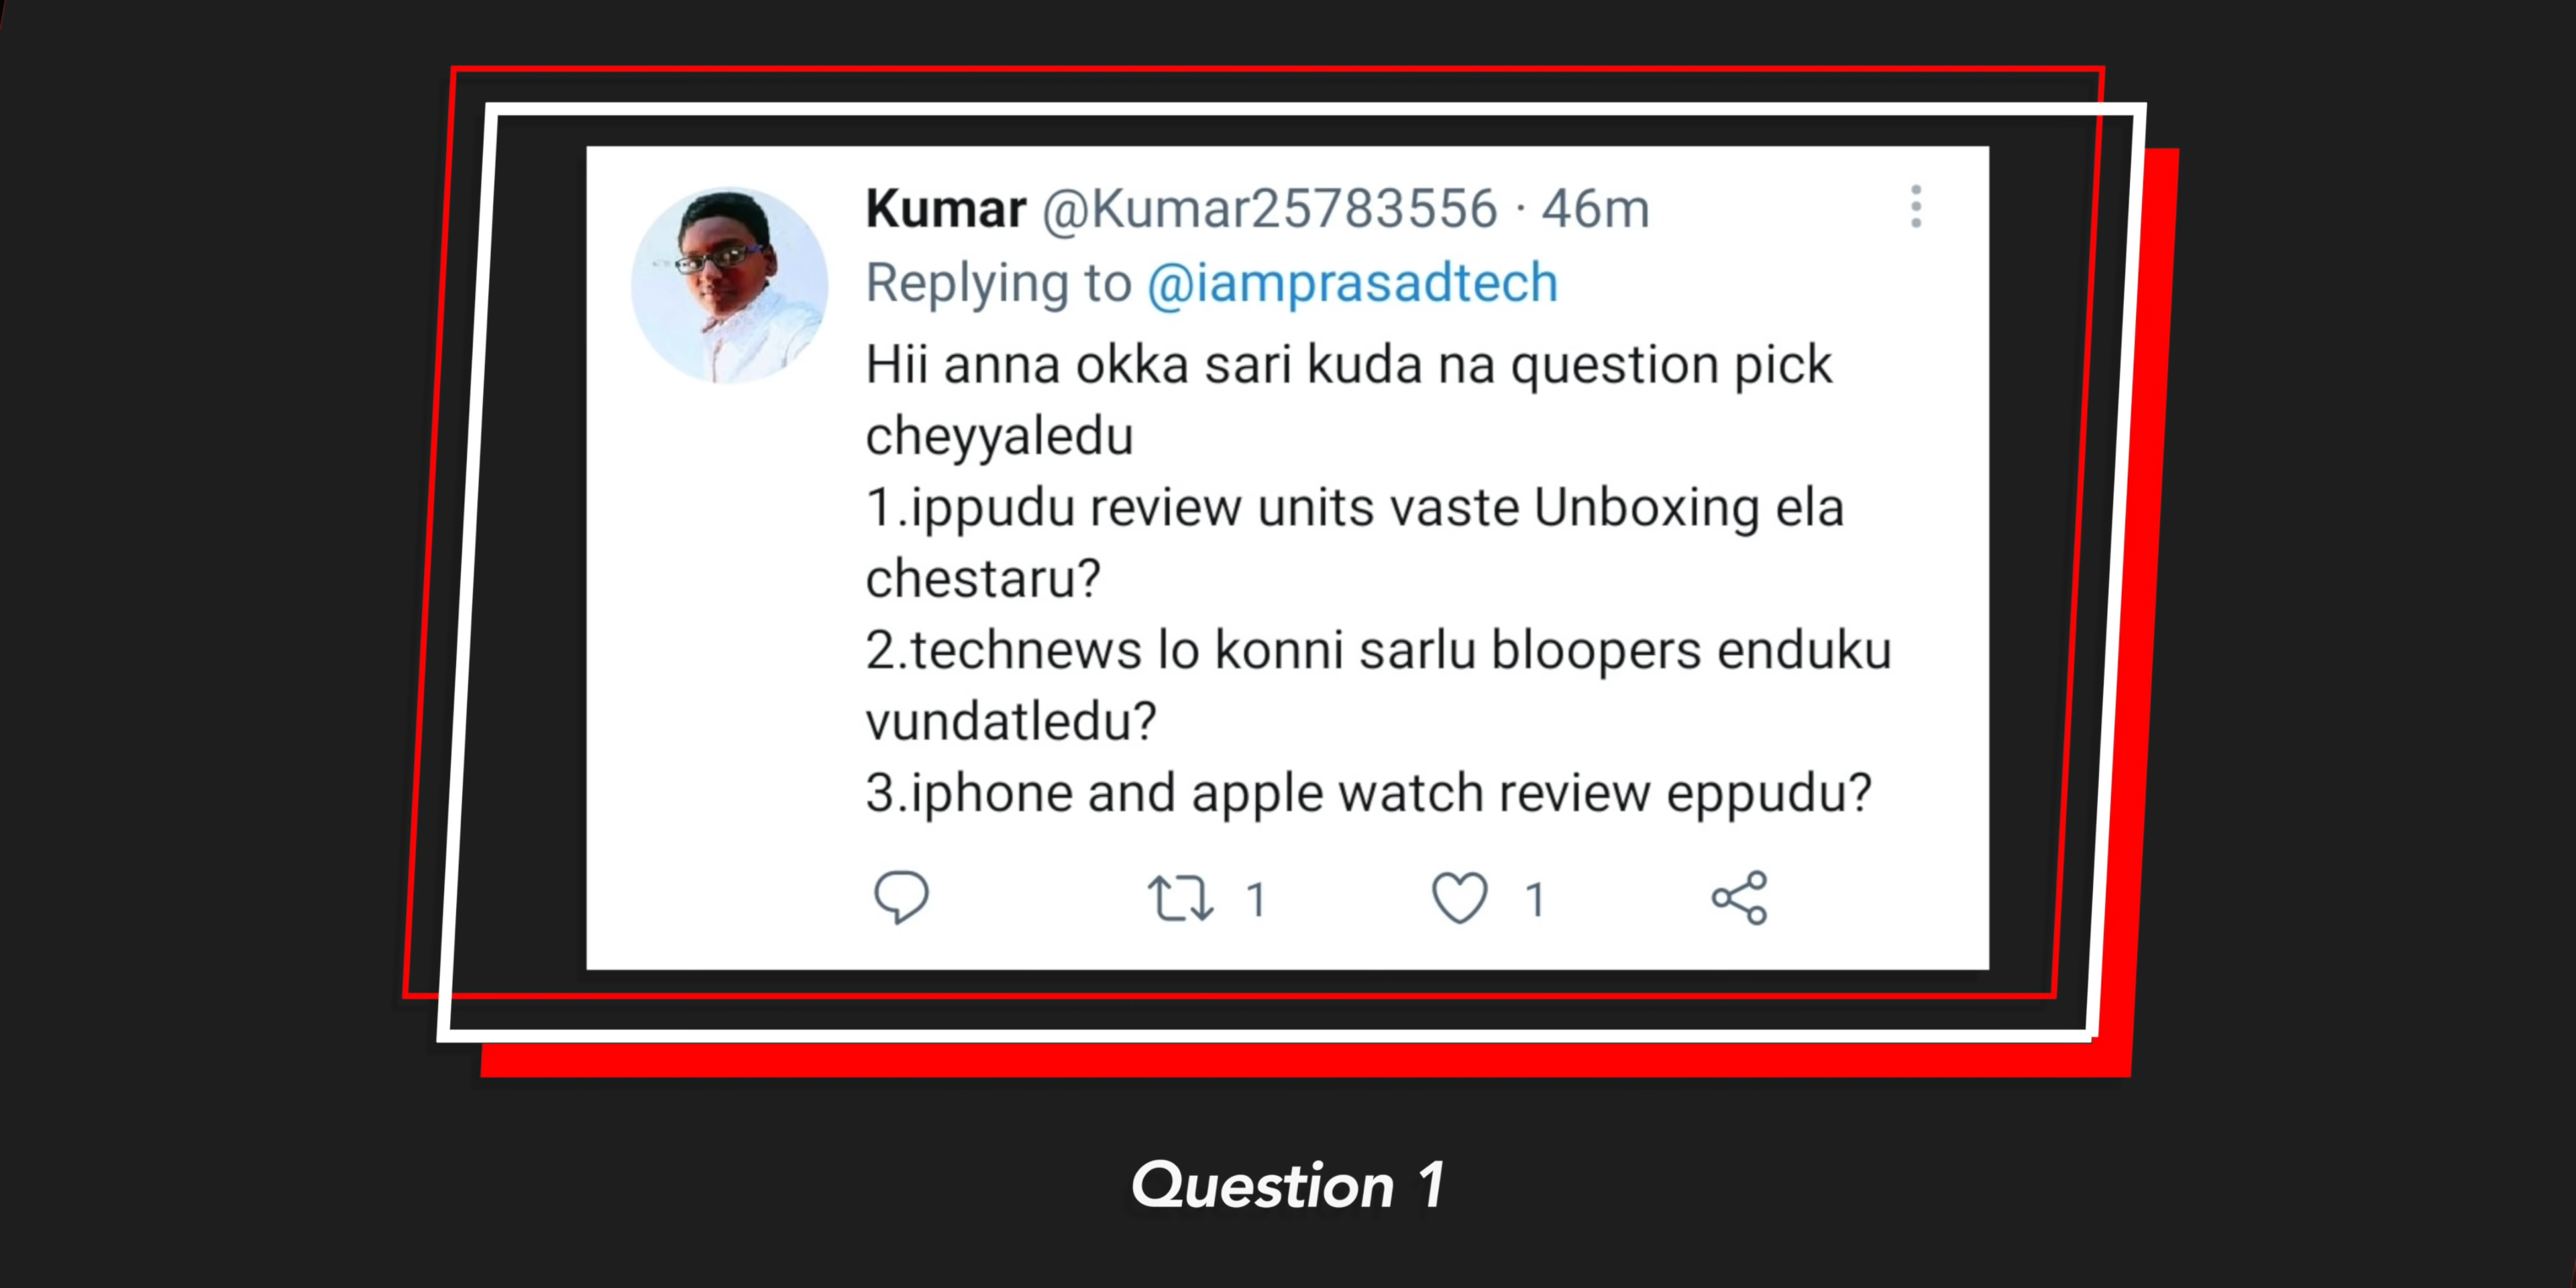 Kumar @Kumar25783556 · 46m
Replying to @iamprasadtech
Hii anna okka sari kuda na question pick
cheyyaledu
1.ippudu review units vaste Unboxing ela
chestaru?
2.technews lo konni sarlu bloopers enduku
vundatledu?
3.iphone and apple watch review eppudu?
1 1
Question 1